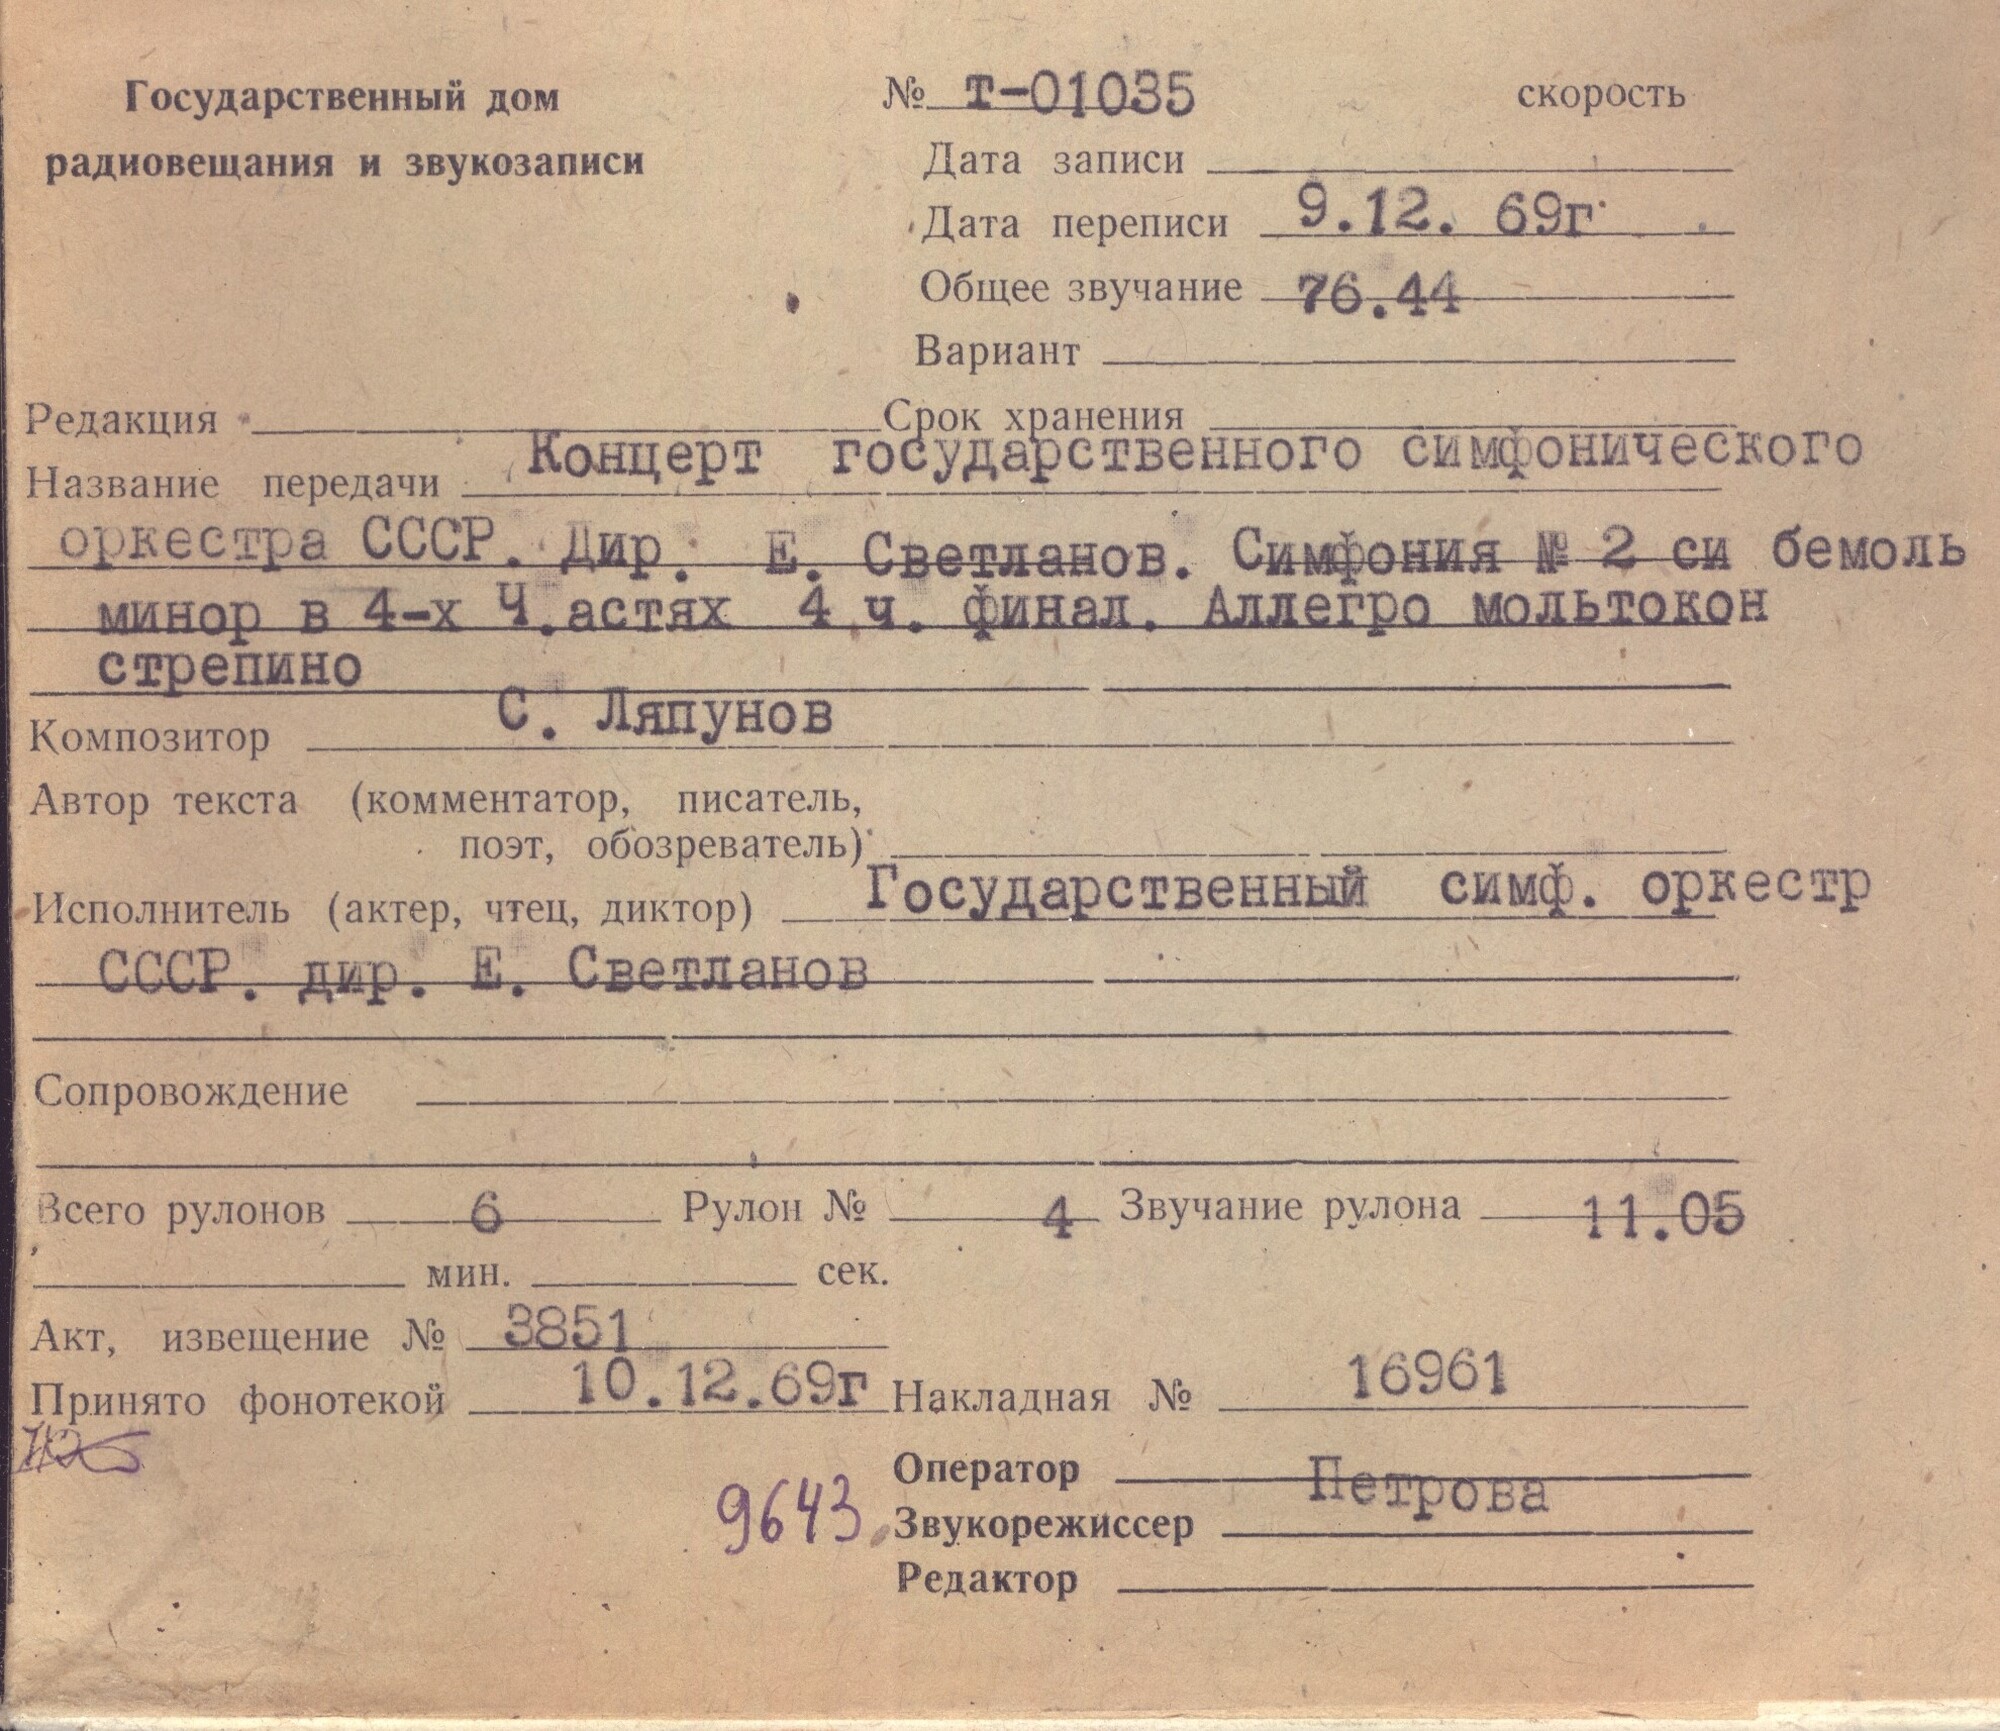 Государственный дом
радиовещания и звукозаписи
№ т-01035 скорость
Дата записи
Дата переписи 9.12. 69г
Общее звучание 76.44
Вариант
Редакция Срок хранения
Название передачи Концерт государственного симфонического
оркестра СССР. Дир. Е. Светланов. Симфония № 2 си бемоль
минор в 4-х Ч.астях 4 ч. финал. Аллегро мольтокон
стрепино
Композитор С. Ляпунов
Автор текста (комментатор, писатель,
поэт, обозреватель)
Исполнитель (актер, чтец, диктор) Государственный симф. оркестр
СССР. дир. Е. Светланов
Сопровождение
Всего рулонов 6 Рулон № 4 Звучание рулона 11.05
мин. сек.
Акт, извещение № 3851
Принято фонотекой 10.12.69г Накладная № 16961
Оператор Петрова
9643 Звукорежиссер
Редактор